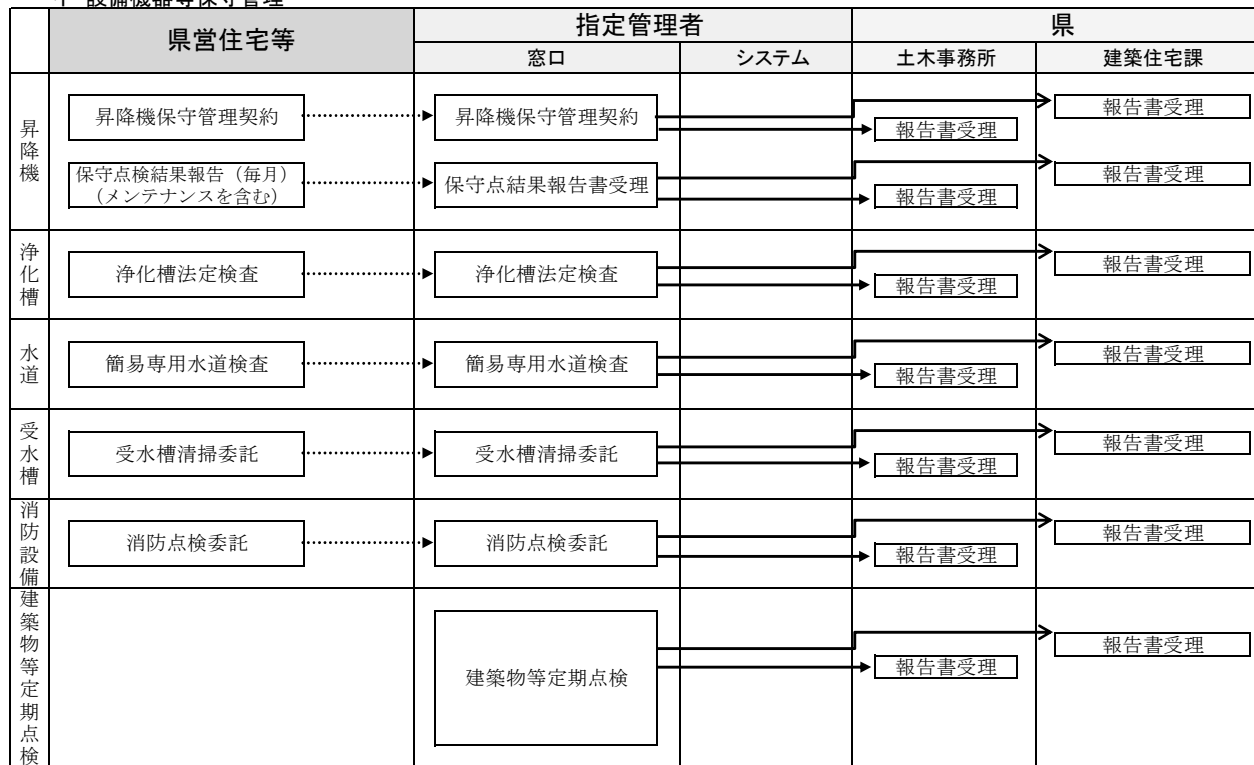 設備機器等保守管理
県営住宅等
指定管理者
県
窓口
システム
土木事務所
建築住宅課
昇降機
昇降機保守管理契約
昇降機保守管理契約
報告書受理
報告書受理
保守点検結果報告(毎月)
(メンテナンスを含む)
保守点結果報告書受理
報告書受理
報告書受理
浄化槽
浄化槽法定検査
浄化槽法定検査
報告書受理
報告書受理
水道
簡易専用水道検査
簡易専用水道検査
報告書受理
報告書受理
受水槽
受水槽清掃委託
受水槽清掃委託
報告書受理
報告書受理
消防設備
消防点検委託
消防点検委託
報告書受理
報告書受理
建築物等定期点検
建築物等定期点検
報告書受理
報告書受理